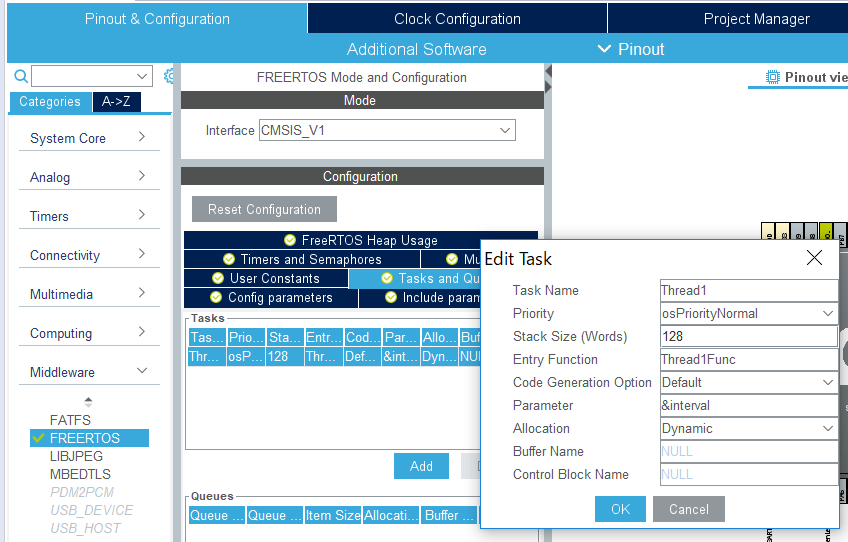 Pinout & Configuration
Clock Configuration
Project Manager
Additional Software
Pinout
Categories
A->Z
System Core
Analog
Timers
Connectivity
Multimedia
Computing
Middleware
FATFS
FREERTOS
LIBJPEG
MBEDTLS
PDM2PCM
USB_DEVICE
USB_HOST
FREERTOS Mode and Configuration
Mode
Interface CMSIS_V1
Configuration
Reset Configuration
FreeRTOS Heap Usage
Timers and Semaphores
Mu
User Constants
Tasks and Qu
Config parameters
Include paran
Tasks
Tas... Prio... Sta... Entr... Cod... Par... Allo... Buf
Thr... osP... 128 Thr... Def... &int... Dyn... NU
Add
Queues
Queue ... Queue ... Item Size Allocati... Buffer ...
Pinout vie
Edit Task
Task Name Thread1
Priority osPriorityNormal
Stack Size (Words) 128
Entry Function Thread1Func
Code Generation Option Default
Parameter &interval
Allocation Dynamic
Buffer Name NULL
Control Block Name NULL
OK
Cancel